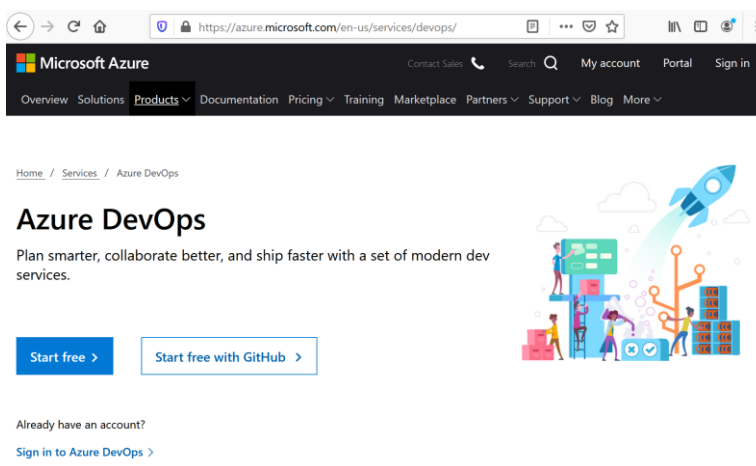 https://azure.microsoft.com/en-us/services/devops/
Microsoft Azure Contact Sales Search My account Portal Sign in
Overview Solutions Products Documentation Pricing Training Marketplace Partners Support Blog More
Home / Services / Azure DevOps
Azure DevOps
Plan smarter, collaborate better, and ship faster with a set of modern dev
services.
Start free > Start free with GitHub >
Already have an account?
Sign in to Azure DevOps >